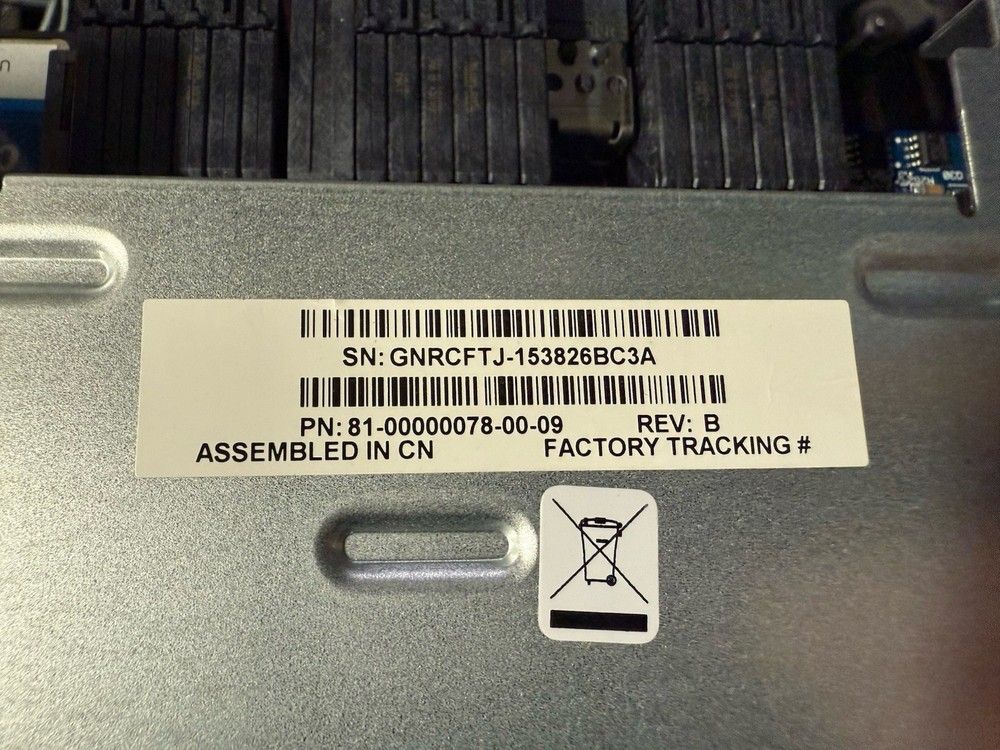 SN: GNRCFTJ-153826BC3A
PN: 81-00000078-00-09 REV: B
ASSEMBLED IN CN FACTORY TRACKING #